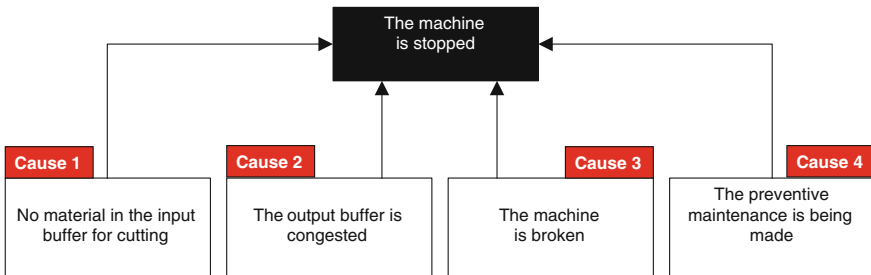 The machine
is stopped
Cause 1
No material in the input
buffer for cutting
Cause 2
The output buffer is
congested
Cause 3
The machine
is broken
Cause 4
The preventive
maintenance is being
made